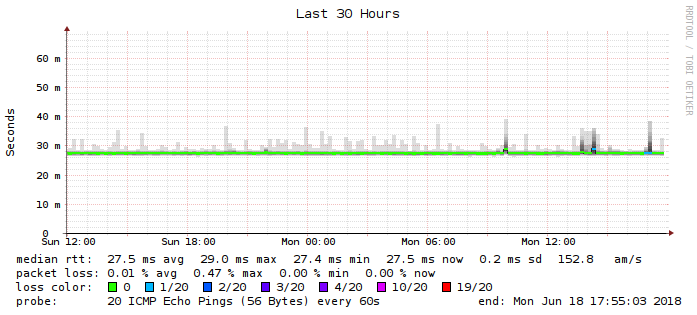 Last 30 Hours
RRDTOOL / TOBI OETIKER
Seconds
60 m
50 m
40 m
30 m
20 m
10 m
0
Sun 12:00 Sun 18:00 Mon 00:00 Mon 06:00 Mon 12:00
median rtt: 27.5 ms avg 29.0 ms max 27.4 ms min 27.5 ms now 0.2 ms sd 152.8 am/s
packet loss: 0.01 % avg 0.47 % max 0.00 % min 0.00 % now
loss color: 0 1/20 2/20 3/20 4/20 10/20 19/20
probe: 20 ICMP Echo Pings (56 Bytes) every 60s end: Mon Jun 18 17:55:03 2018